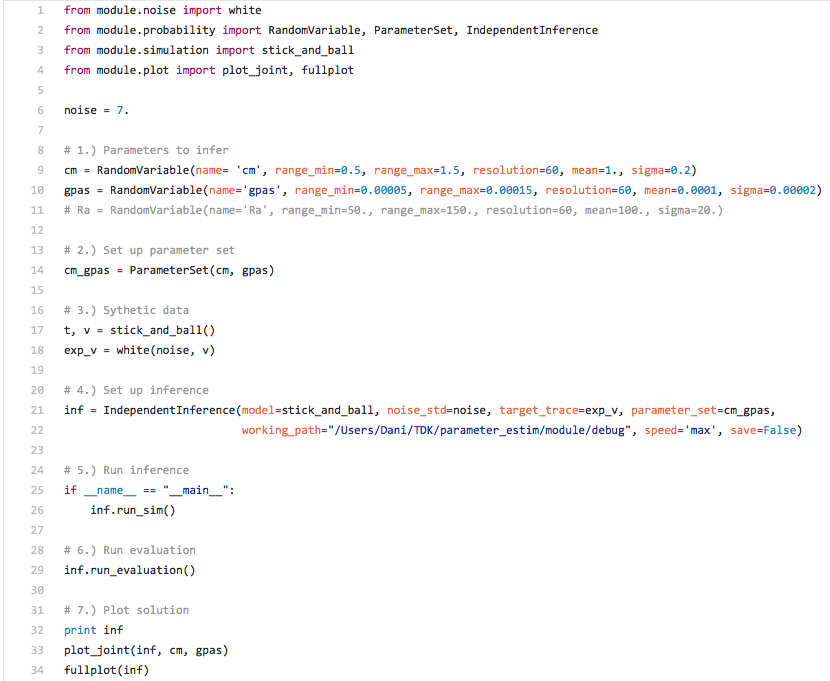 1 from module.noise import white
2 from module.probability import RandomVariable, ParameterSet, IndependentInference
3 from module.simulation import stick_and_ball
4 from module.plot import plot_joint, fullplot
5
6 noise = 7.
7
8 # 1.) Parameters to infer
9 cm = RandomVariable(name= 'cm', range_min=0.5, range_max=1.5, resolution=60, mean=1., sigma=0.2)
10 gpas = RandomVariable(name='gpas', range_min=0.00005, range_max=0.00015, resolution=60, mean=0.0001, sigma=0.00002)
11 # Ra = RandomVariable(name='Ra', range_min=50., range_max=150., resolution=60, mean=100., sigma=20.)
12
13 # 2.) Set up parameter set
14 cm_gpas = ParameterSet(cm, gpas)
15
16 # 3.) Sythetic data
17 t, v = stick_and_ball()
18 exp_v = white(noise, v)
19
20 # 4.) Set up inference
21 inf = IndependentInference(model=stick_and_ball, noise_std=noise, target_trace=exp_v, parameter_set=cm_gpas,
22 working_path="/Users/Dani/TDK/parameter_estim/module/debug", speed='max', save=False)
23
24 # 5.) Run inference
25 if __name__ == "__main__":
26 inf.run_sim()
27
28 # 6.) Run evaluation
29 inf.run_evaluation()
30
31 # 7.) Plot solution
32 print inf
33 plot_joint(inf, cm, gpas)
34 fullplot(inf)